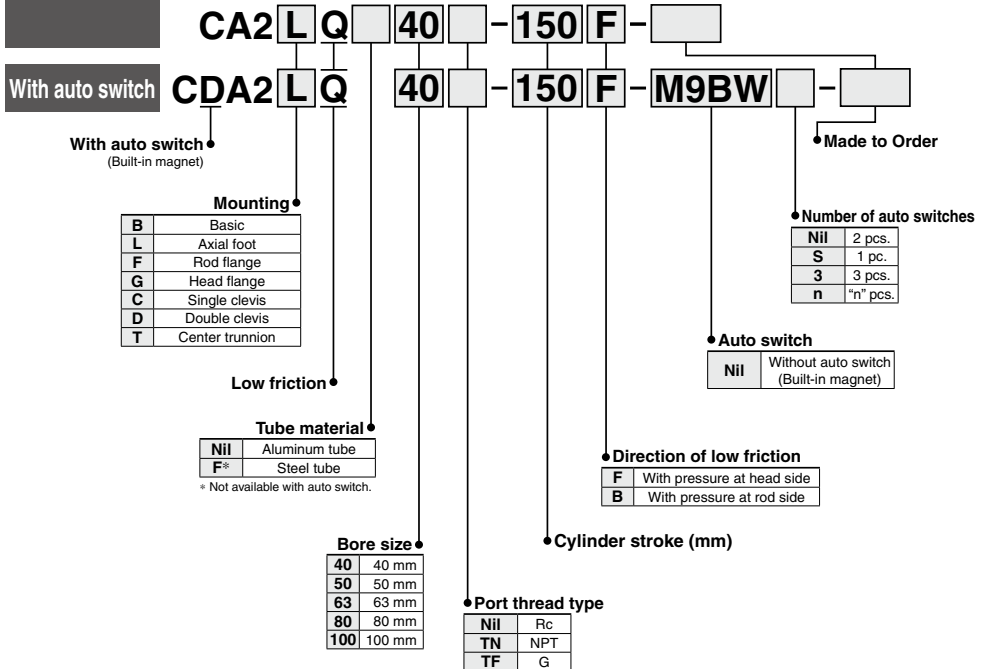 CA2 L Q 40 - 150 F -
With auto switch CDA2 L Q 40 - 150 F - M9BW -
With auto switch
(Built-in magnet)
Made to Order
Mounting
B Basic
L Axial foot
F Rod flange
G Head flange
C Single clevis
D Double clevis
T Center trunnion
Number of auto switches
Nil 2 pcs.
S 1 pc.
3 3 pcs.
n “n” pcs.
Auto switch
Nil Without auto switch
(Built-in magnet)
Low friction
Tube material
Nil Aluminum tube
F* Steel tube
* Not available with auto switch.
Direction of low friction
F With pressure at head side
B With pressure at rod side
Bore size
40 40 mm
50 50 mm
63 63 mm
80 80 mm
100 100 mm
Cylinder stroke (mm)
Port thread type
Nil Rc
TN NPT
TF G